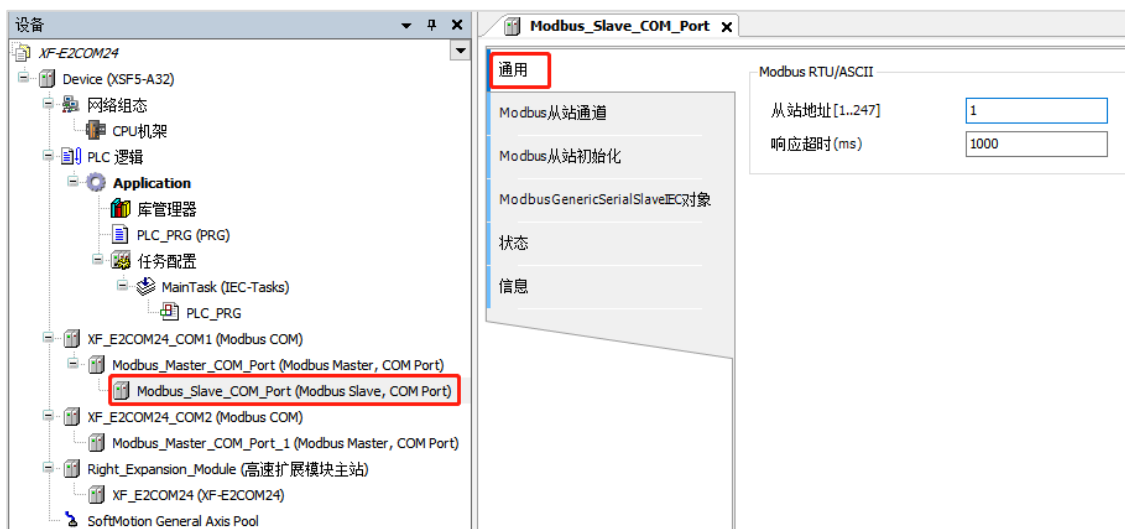 设备
XF-E2COM24
Device (XSF5-A32)
网络组态
CPU机架
PLC 逻辑
Application
库管理器
PLC_PRG (PRG)
任务配置
MainTask (IEC-Tasks)
PLC_PRG
XF_E2COM24_COM1 (Modbus COM)
Modbus_Master_COM_Port (Modbus Master, COM Port)
Modbus_Slave_COM_Port (Modbus Slave, COM Port)
XF_E2COM24_COM2 (Modbus COM)
Modbus_Master_COM_Port_1 (Modbus Master, COM Port)
Right_Expansion_Module (高速扩展模块主站)
XF_E2COM24 (XF-E2COM24)
SoftMotion General Axis Pool
Modbus_Slave_COM_Port
通用
Modbus从站通道
Modbus从站初始化
ModbusGenericSerialSlaveIEC对象
状态
信息
Modbus RTU/ASCII
从站地址[1..247] 1
响应超时(ms) 1000